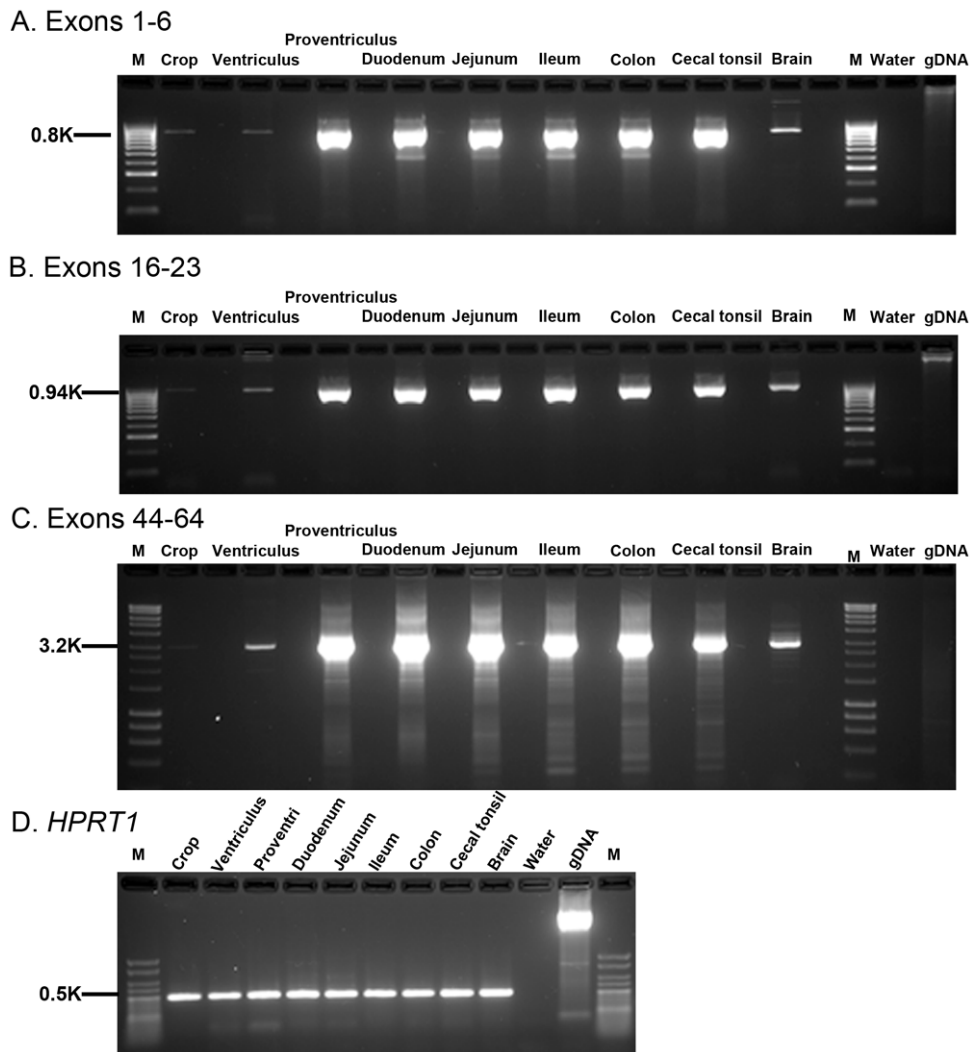 A. Exons 1-6
Proventriculus
M Crop Ventriculus Duodenum Jejunum Ileum Colon Cecal tonsil Brain M Water gDNA
0.8K
B. Exons 16-23
Proventriculus
M Crop Ventriculus Duodenum Jejunum Ileum Colon Cecal tonsil Brain M Water gDNA
0.94K
C. Exons 44-64
Proventriculus
M Crop Ventriculus Duodenum Jejunum Ileum Colon Cecal tonsil Brain M Water gDNA
3.2K
D. HPRT1
M Crop Ventriculus Proventri Duodenum Jejunum Ileum Colon Cecal tonsil Brain Water gDNA M
0.5K